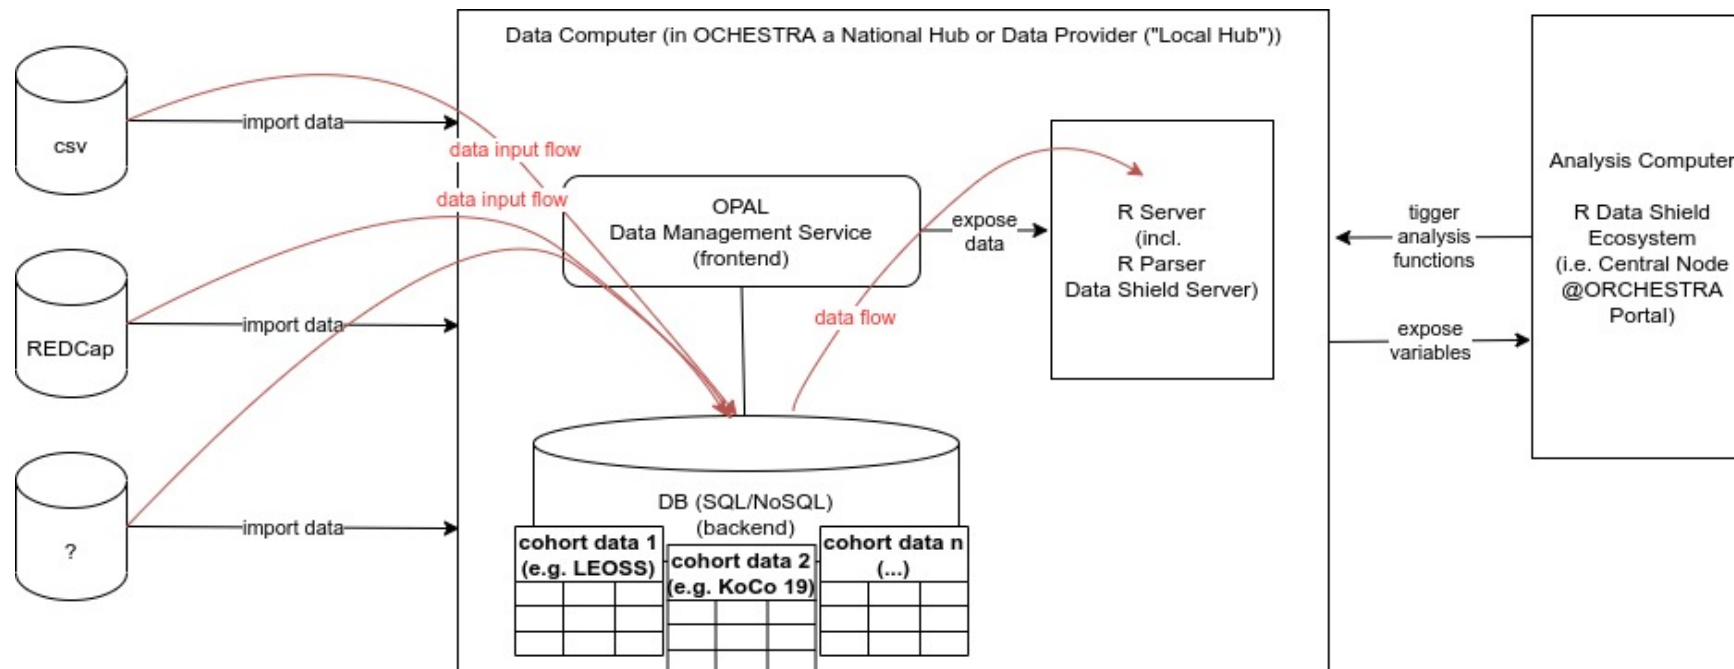 Data Computer (in OCHESTRA a National Hub or Data Provider ("Local Hub"))
csv
import data
data input flow
REDCap
import data
data input flow
?
import data
OPAL
Data Management Service
(frontend)
expose
data
data flow
R Server
(incl.
R Parser
Data Shield Server)
DB (SQL/NoSQL)
(backend)
cohort data 1
(e.g. LEOSS)
cohort data 2
(e.g. KoCo 19)
cohort data n
(...)
tigger
analysis
functions
expose
variables
Analysis Computer
R Data Shield
Ecosystem
(i.e. Central Node
@ORCHESTRA
Portal)